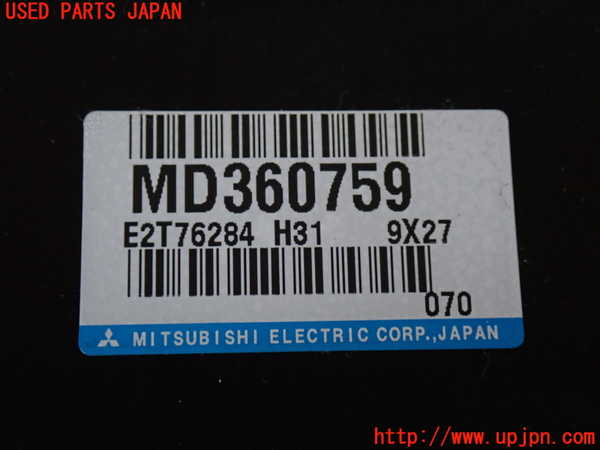 USED PARTS JAPAN
MD360759
E2T76284 H31 9X27
070
MITSUBISHI ELECTRIC CORP.,JAPAN
http://www.upjpn.com/